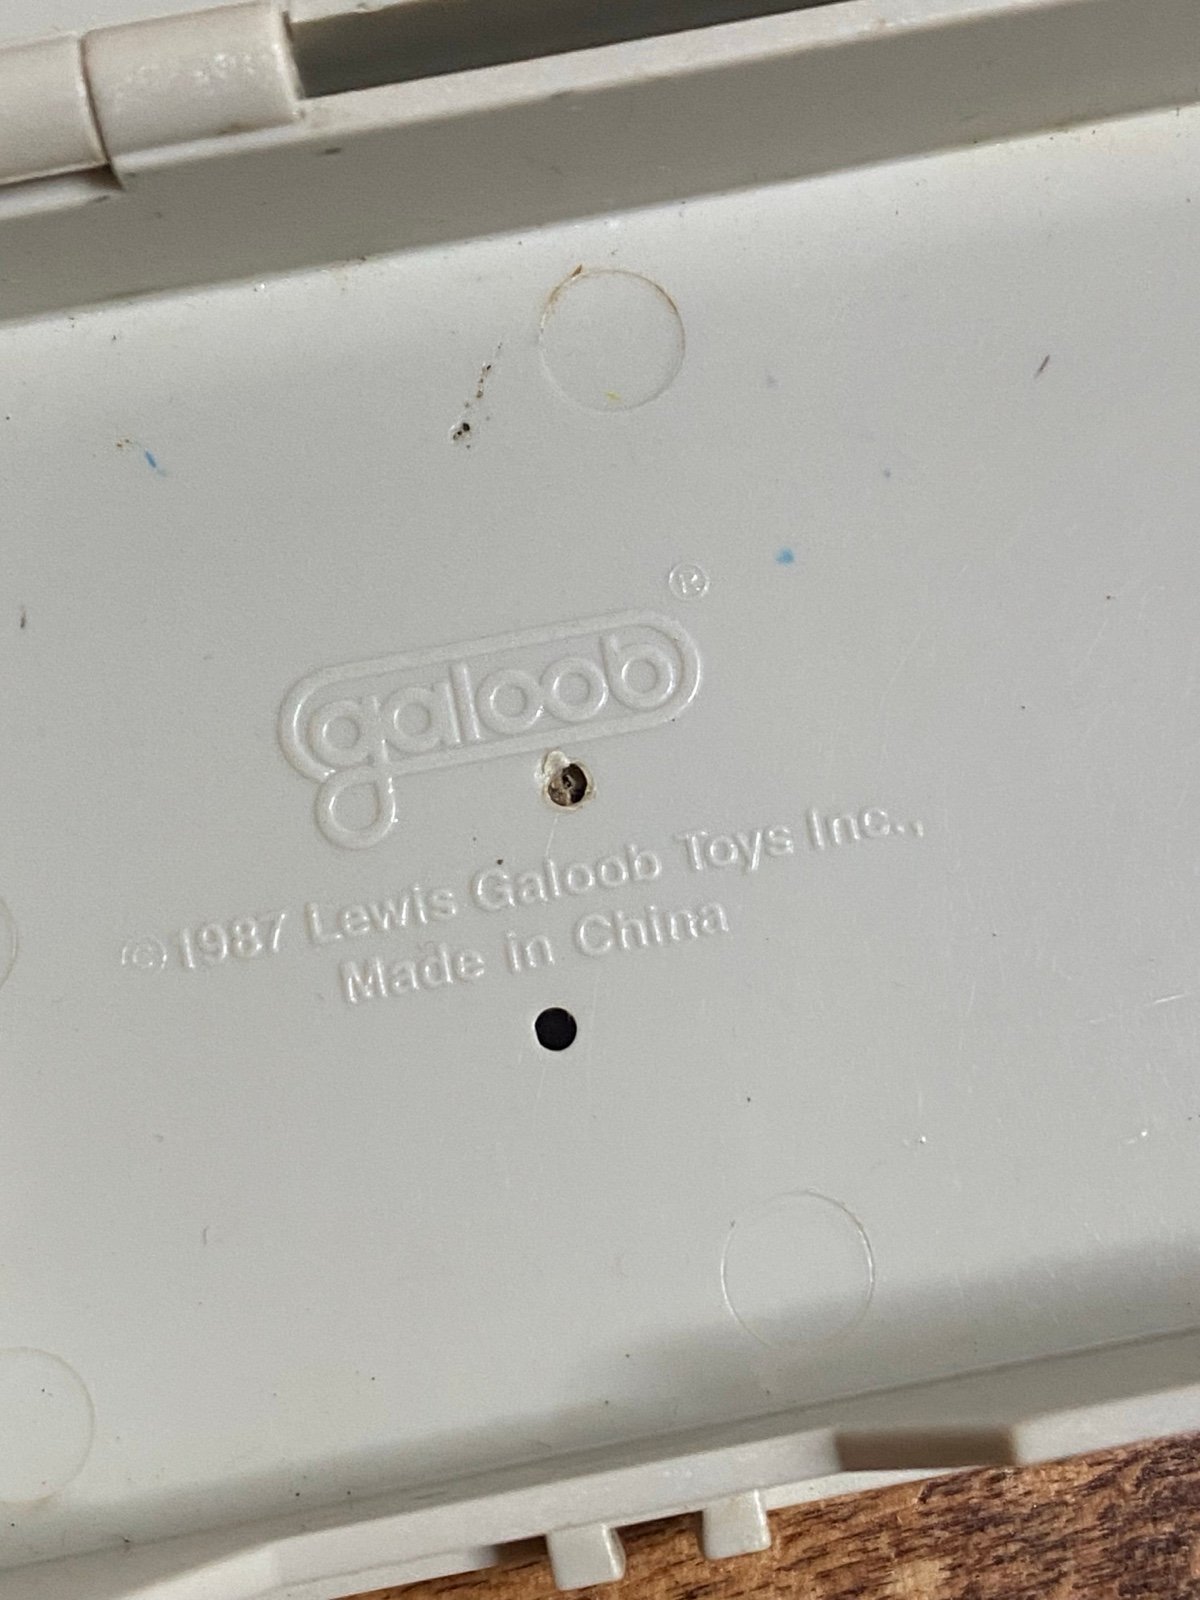 ®
galoob
©1987 Lewis Galoob Toys Inc.,
Made in China